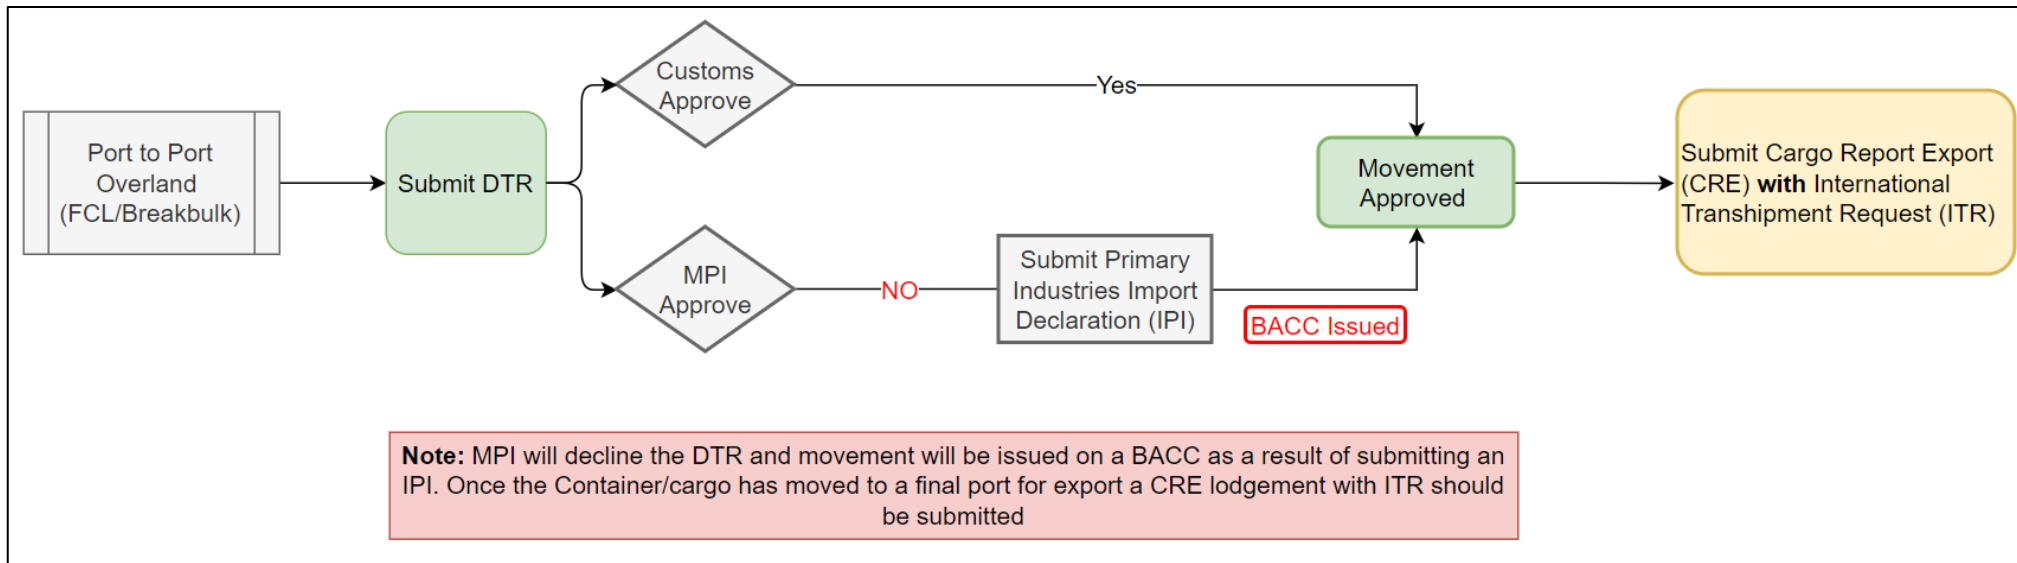 Port to Port
Overland
(FCL/Breakbulk)
Submit DTR
Customs
Approve
Yes
MPI
Approve
NO
Submit Primary
Industries Import
Declaration (IPI)
BACC Issued
Movement
Approved
Submit Cargo Report Export
(CRE) with International
Transhipment Request (ITR)
Note: MPI will decline the DTR and movement will be issued on a BACC as a result of submitting an
IPI. Once the Container/cargo has moved to a final port for export a CRE lodgement with ITR should
be submitted